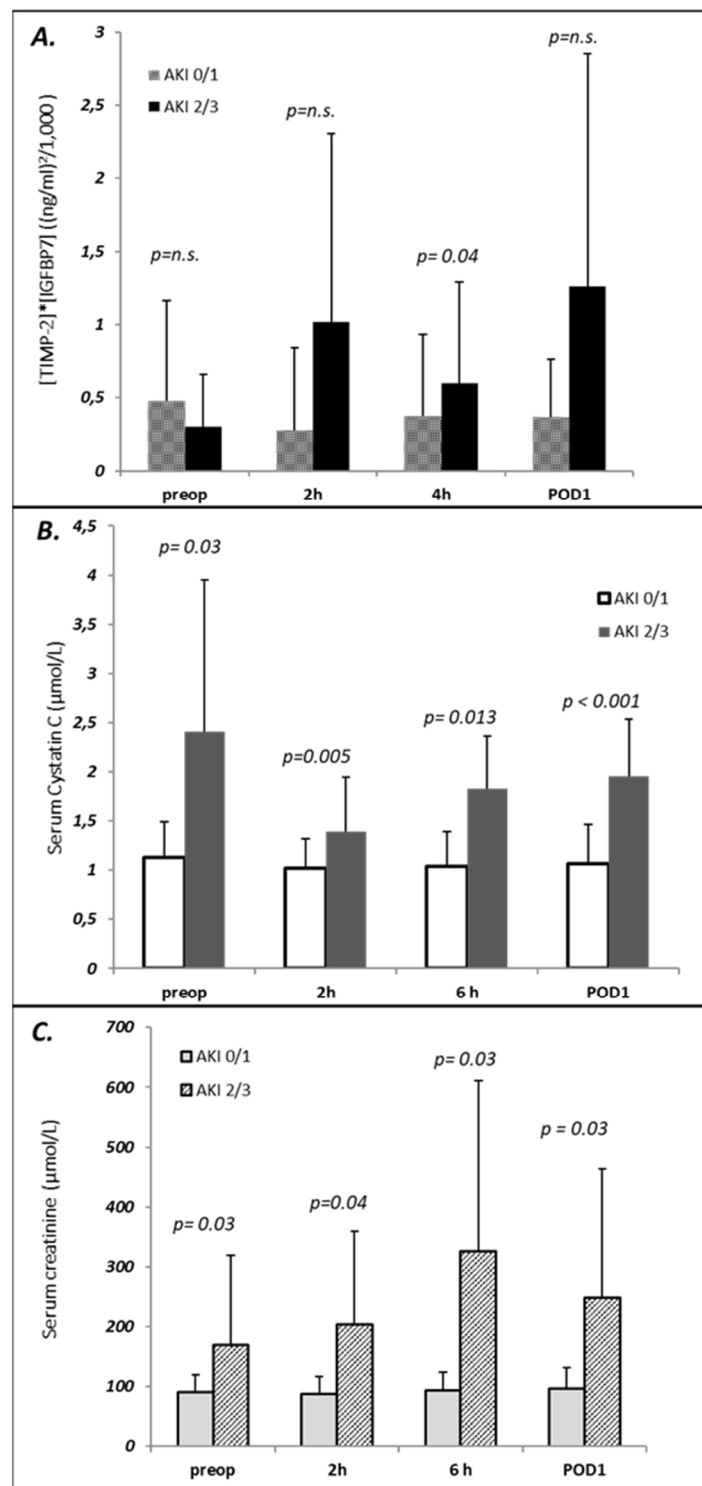 A.
[TIMP-2]*[IGFBP7] ((ng/ml)²/1,000 )
3
2,5
2
1,5
1
0,5
0
AKI 0/1
AKI 2/3
p=n.s.
p=n.s.
p= 0.04
p=n.s.
preop 2h 4h POD1
B.
Serum Cystatin C (µmol/L)
4,5
4
3,5
3
2,5
2
1,5
1
0,5
0
AKI 0/1
AKI 2/3
p= 0.03
p=0.005
p= 0.013
p < 0.001
preop 2h 6 h POD1
C.
Serum creatinine (µmol/L)
700
600
500
400
300
200
100
0
AKI 0/1
AKI 2/3
p= 0.03
p=0.04
p= 0.03
p = 0.03
preop 2h 6 h POD1